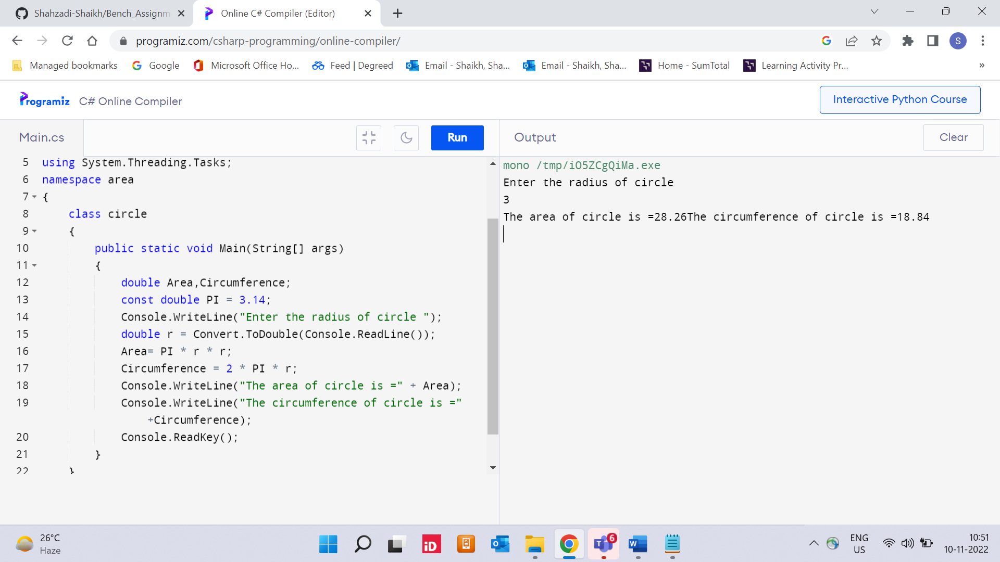 Shahzadi-Shaikh/Bench_Assignm
Online C# Compiler (Editor)
programiz.com/csharp-programming/online-compiler/
S
Managed bookmarks
Google
Microsoft Office Ho...
Feed | Degreed
Email - Shaikh, Sha...
Email - Shaikh, Sha...
Home - SumTotal
Learning Activity Pr...
»
Programiz
C# Online Compiler
Interactive Python Course
Main.cs
Run
Output
Clear
5 using System.Threading.Tasks;
6 namespace area
7 {
8 class circle
9 {
10 public static void Main(String[] args)
11 {
12 double Area,Circumference;
13 const double PI = 3.14;
14 Console.WriteLine("Enter the radius of circle ");
15 double r = Convert.ToDouble(Console.ReadLine());
16 Area= PI * r * r;
17 Circumference = 2 * PI * r;
18 Console.WriteLine("The area of circle is =" + Area);
19 Console.WriteLine("The circumference of circle is ="
+Circumference);
20 Console.ReadKey();
21 }
22 }
mono /tmp/iO5ZCgQiMa.exe
Enter the radius of circle
3
The area of circle is =28.26The circumference of circle is =18.84
26°C
Haze
iD
6
ENG
US
10:51
10-11-2022